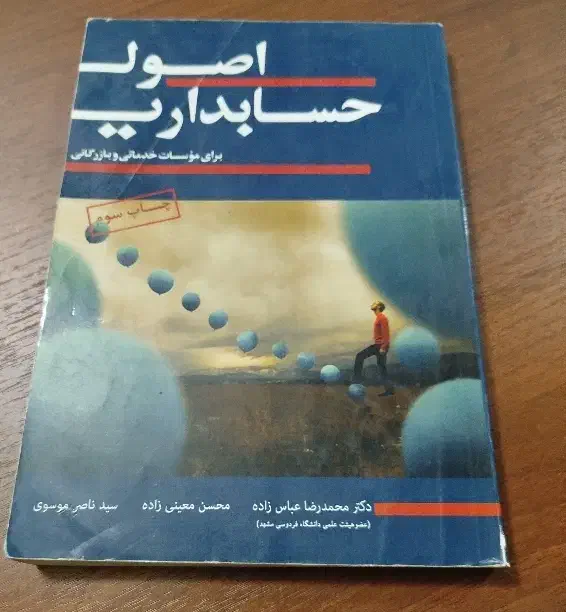 اصول
حسابداری
برای مؤسسات خدماتی و بازرگانی
چاپ سوم
دکتر محمدرضا عباس زاده محسن معینی زاده سید ناصر موسوی
(عضو هیئت علمی دانشگاه فردوسی مشهد)